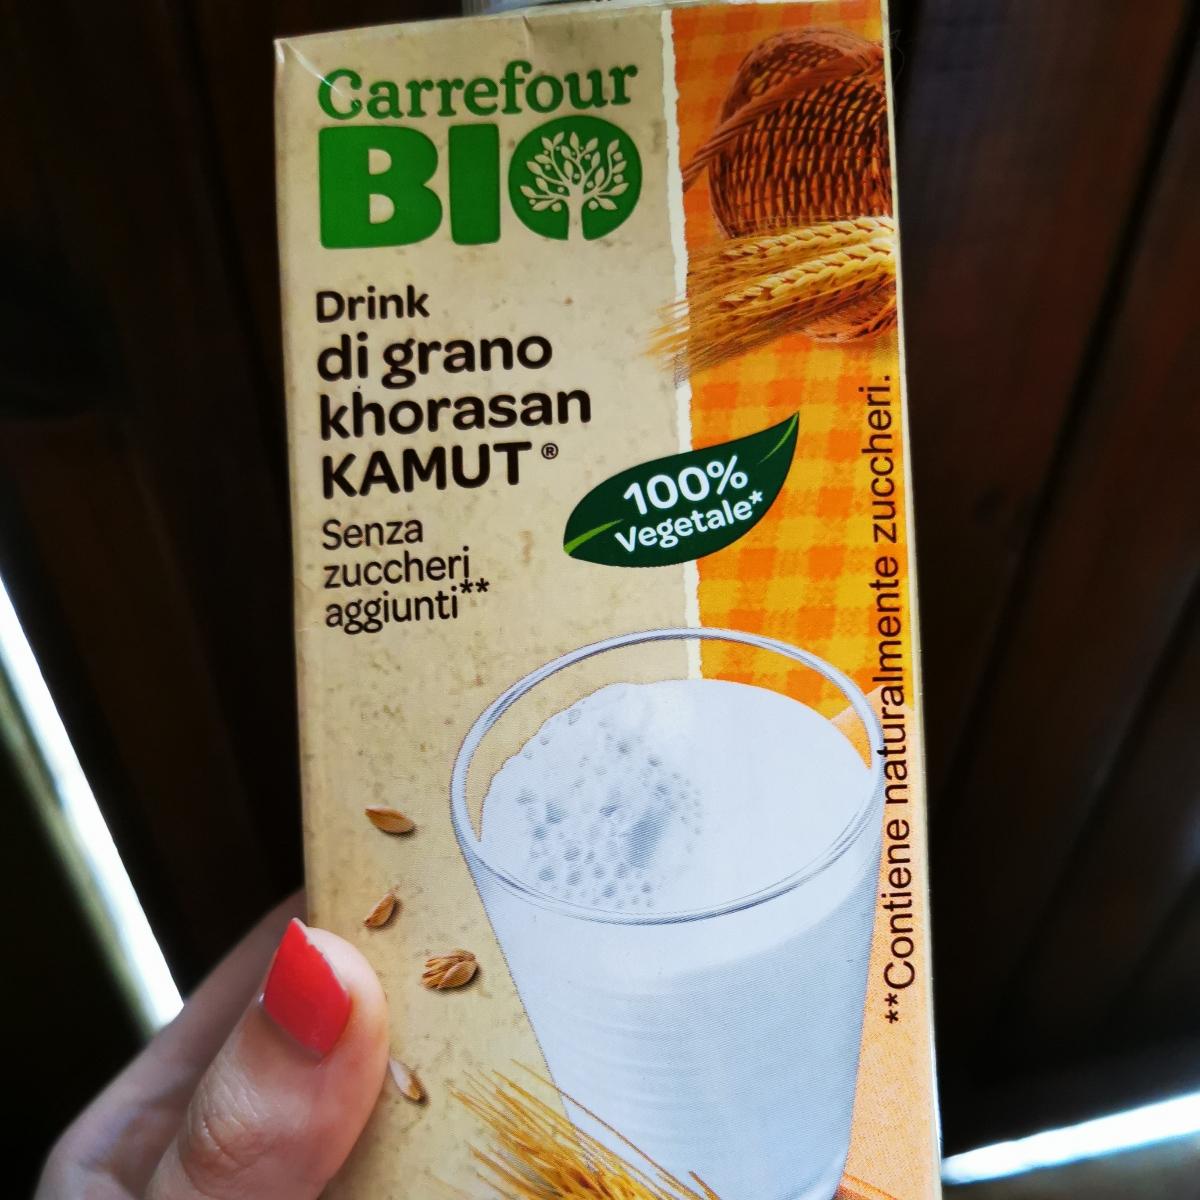 Carrefour
BIO
Drink
di grano
khorasan
KAMUT®
Senza
zuccheri
aggiunti**
100%
Vegetale*
**Contiene naturalmente zuccheri.